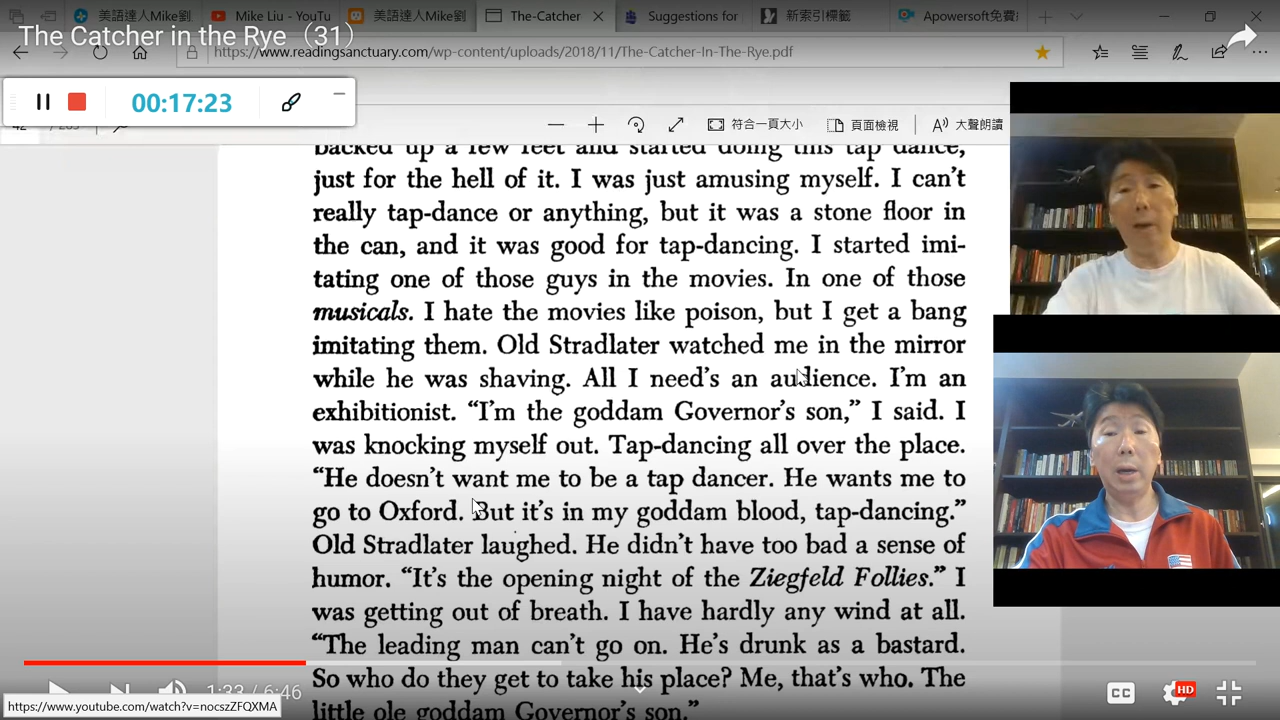 美語達人MIKE劉
Mike Liu - YouTu
美語達人Mike劉
The-Catcher
Suggestions for
新索引標籤
Apowersoft免費
The Catcher in the Rye（31）
https://www.readingsanctuary.com/wp-content/uploads/2018/11/The-Catcher-In-The-Rye.pdf
00:17:23
符合一頁大小
頁面檢視
大聲朗讀
backed up a few feet and started doing this tap dance,
just for the hell of it. I was just amusing myself. I can't
really tap-dance or anything, but it was a stone floor in
the can, and it was good for tap-dancing. I started imi-
tating one of those guys in the movies. In one of those
musicals. I hate the movies like poison, but I get a bang
imitating them. Old Stradlater watched me in the mirror
while he was shaving. All I need's an audience. I'm an
exhibitionist. "I'm the goddam Governor's son," I said. I
was knocking myself out. Tap-dancing all over the place.
"He doesn't want me to be a tap dancer. He wants me to
go to Oxford. But it's in my goddam blood, tap-dancing."
Old Stradlater laughed. He didn't have too bad a sense of
humor. "It's the opening night of the Ziegfeld Follies." I
was getting out of breath. I have hardly any wind at all.
"The leading man can't go on. He's drunk as a bastard.
So who do they get to take his place? Me, that's who. The
little ole goddam Governor's son."
1:33 / 6:46
CC
HD
https://www.youtube.com/watch?v=nocszZFQXMA